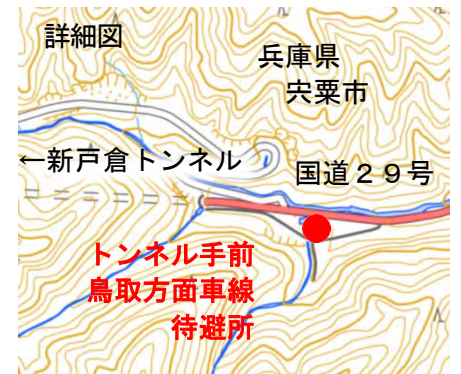 詳細図
兵庫県
宍粟市
←新戸倉トンネル
国道２９号
トンネル手前
鳥取方面車線
待避所